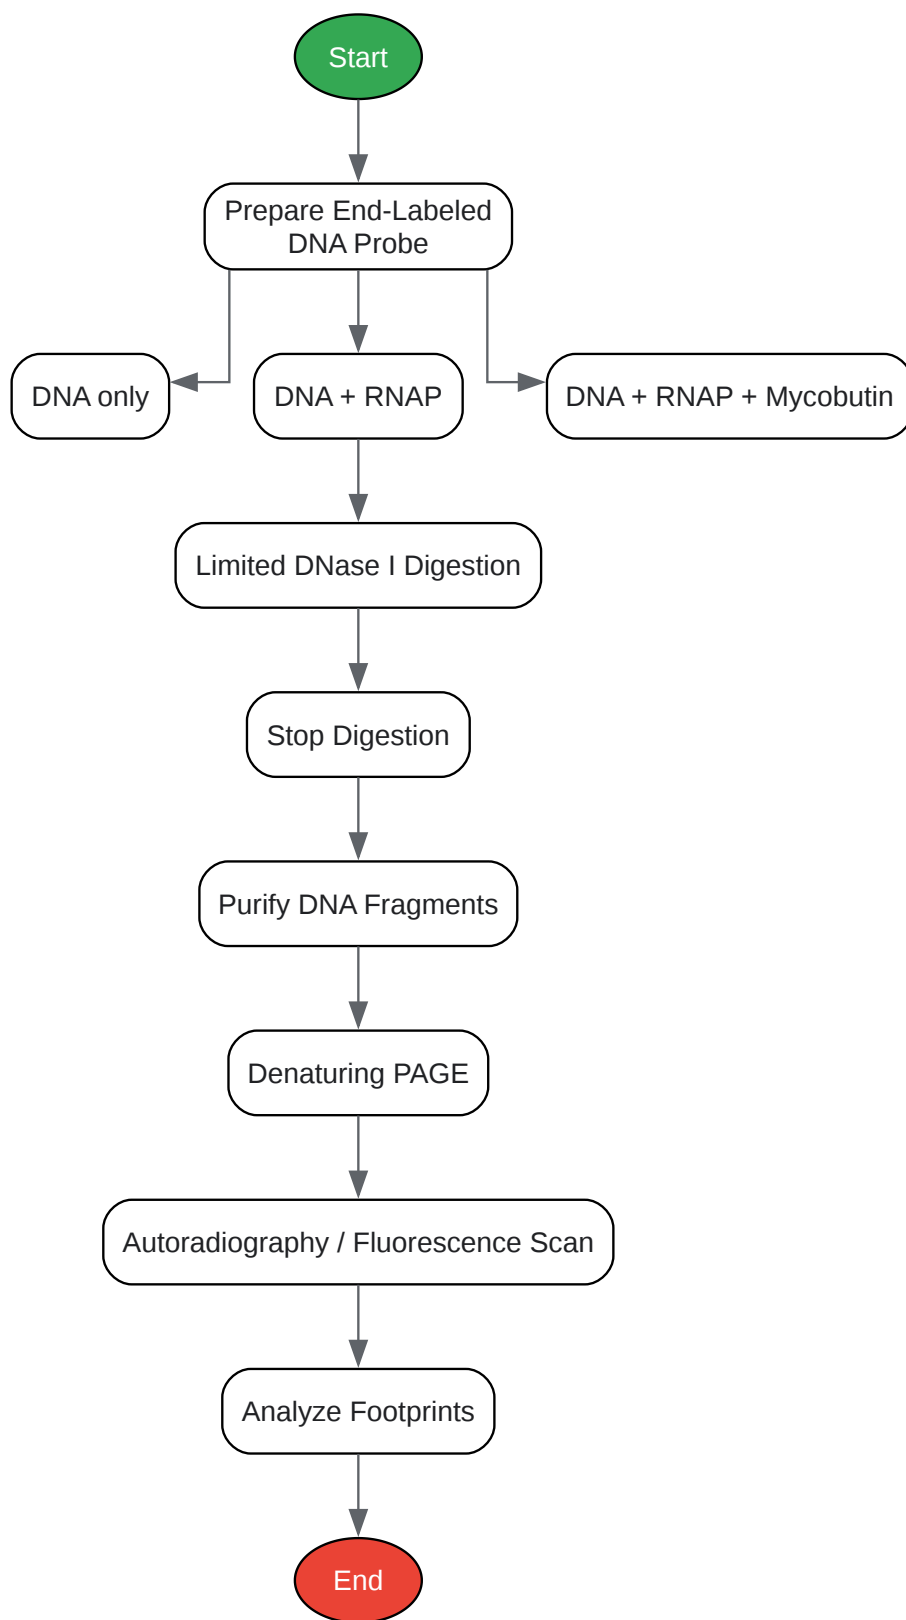 Start
Prepare End-Labeled
DNA Probe
DNA only
DNA + RNAP
DNA + RNAP + Mycobutin
Limited DNase I Digestion
Stop Digestion
Purify DNA Fragments
Denaturing PAGE
Autoradiography / Fluorescence Scan
Analyze Footprints
End